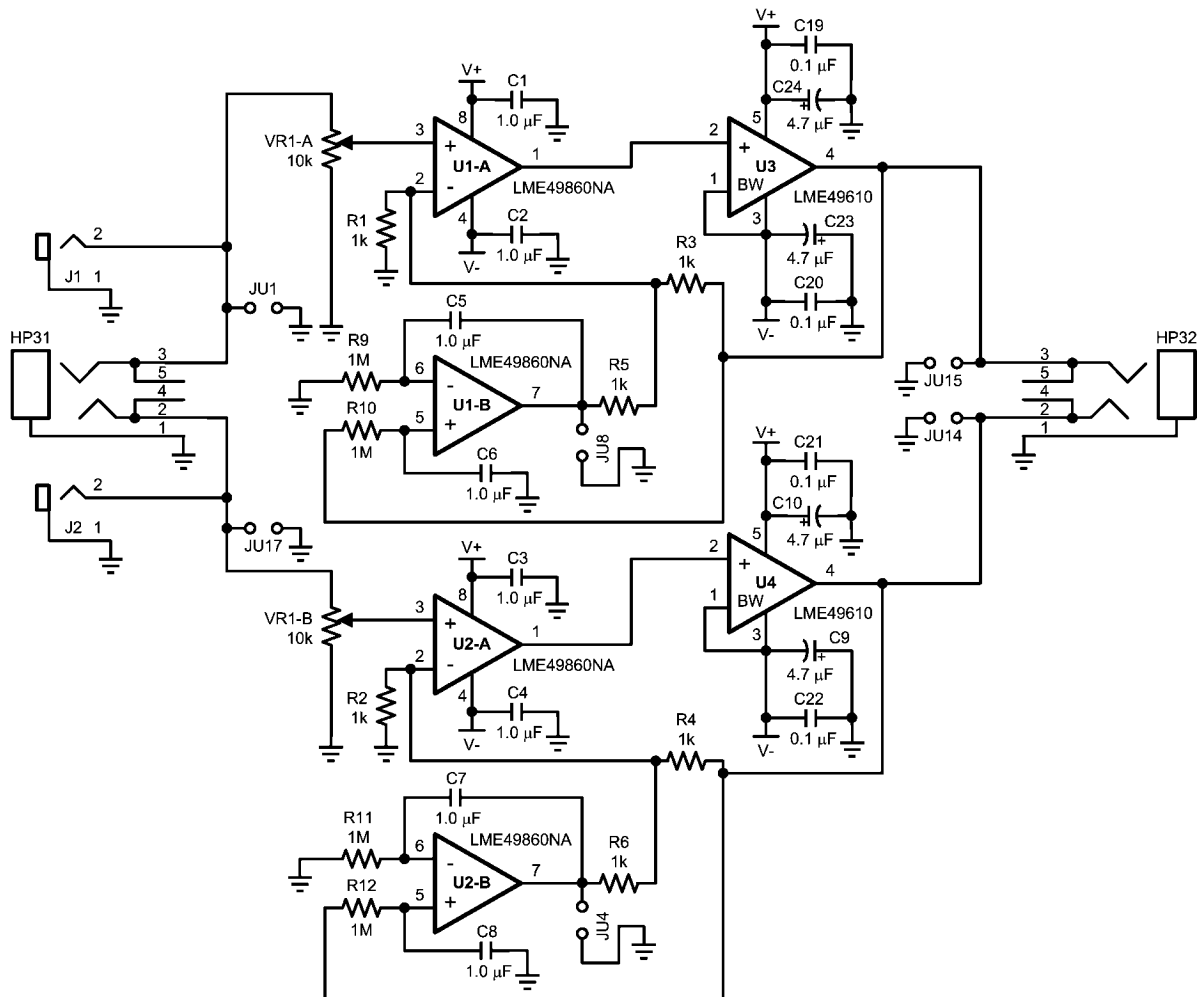 V+
C19
0.1 µF
C24
+
4.7 µF
5
V+
C1
1.0 µF
8
VR1-A
10k
3
+
U1-A
1
LME49860NA
2
-
4
C2
1.0 µF
V-
R1
1k
2
+
U3
4
1
BW
LME49610
3
C23
+
4.7 µF
C20
0.1 µF
V-
R3
1k
2
J1
1
JU1
HP31
3
5
4
2
1
C5
1.0 µF
R9
1M
LME49860NA
6
-
U1-B
7
R5
1k
R10
1M
5
+
C6
1.0 µF
JU8
JU15
JU14
3
5
4
2
1
HP32
2
J2
1
JU17
V+
C21
0.1 µF
C10
+
4.7 µF
5
V+
C3
1.0 µF
8
VR1-B
10k
3
+
U2-A
1
LME49860NA
2
-
4
C4
1.0 µF
V-
R2
1k
2
+
U4
4
1
BW
LME49610
3
C9
+
4.7 µF
C22
0.1 µF
V-
R4
1k
C7
1.0 µF
R11
1M
LME49860NA
6
-
U2-B
7
R6
1k
R12
1M
5
+
C8
1.0 µF
JU4